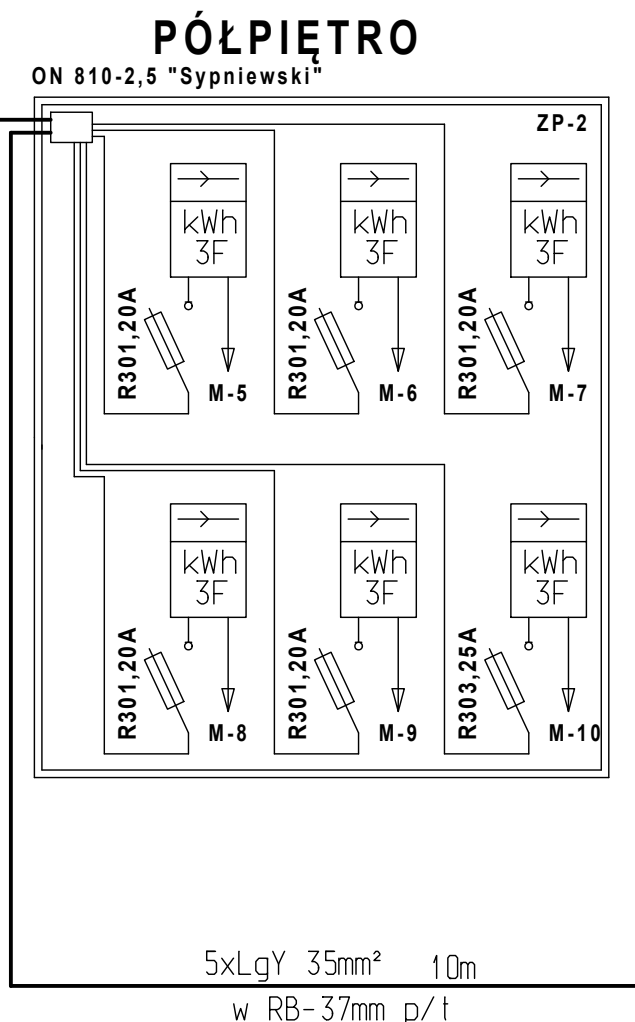 PÓŁPIĘTRO
ON 810-2,5 "Sypniewski"
ZP-2
kWh
3F
R301,20A
M-5
kWh
3F
R301,20A
M-6
kWh
3F
R301,20A
M-7
kWh
3F
R301,20A
M-8
kWh
3F
R301,20A
M-9
kWh
3F
R303,25A
M-10
5xLgY 35mm² 10m
w RB-37mm p/t